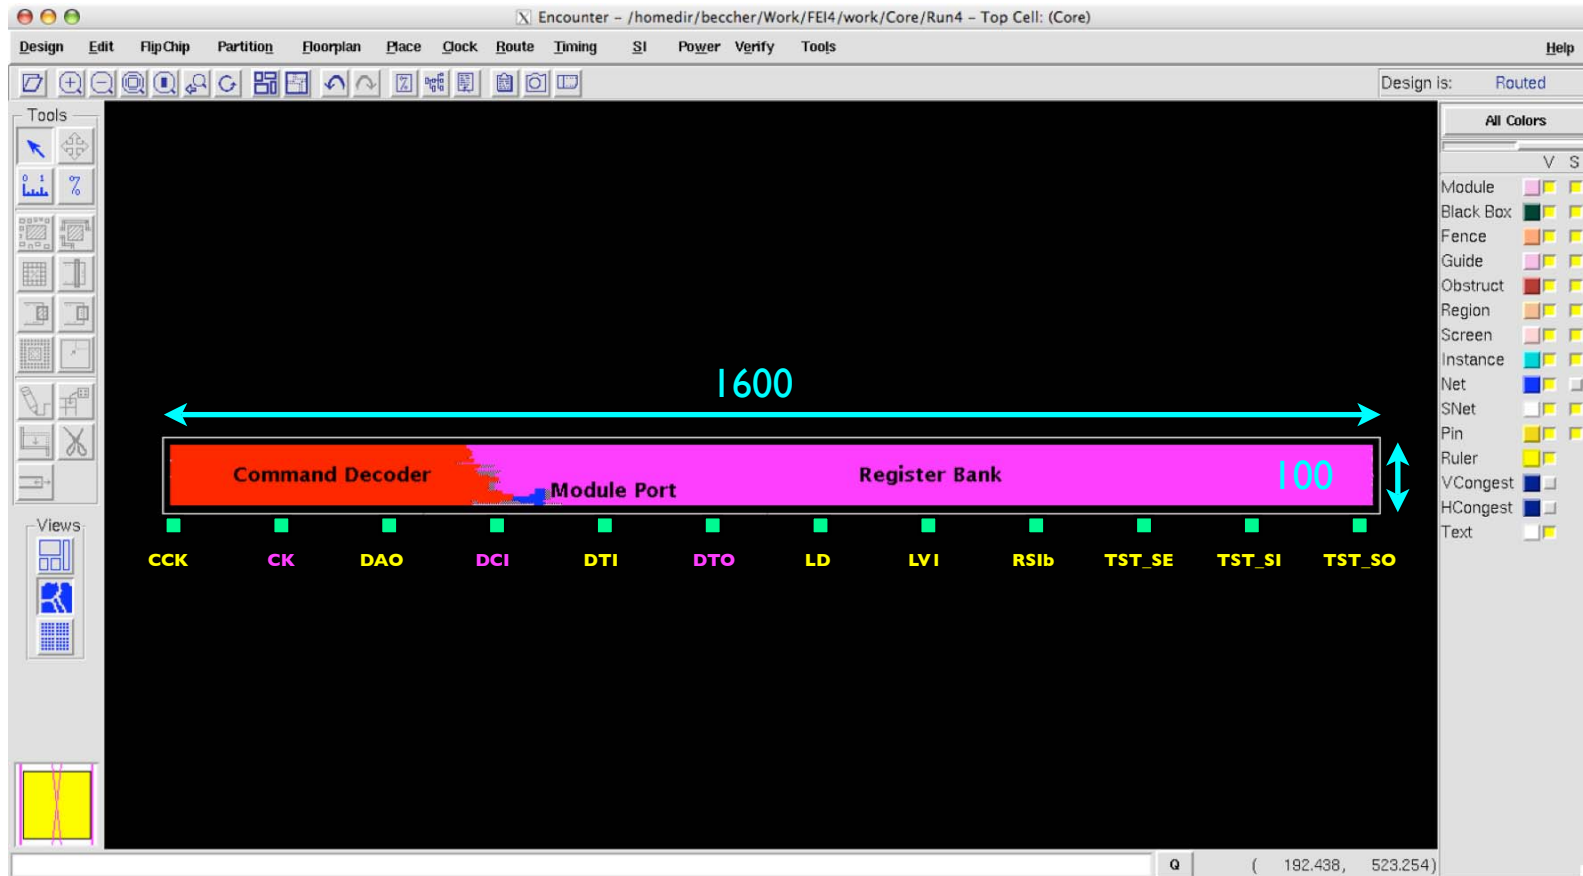 Encounter – /homedir/beccher/Work/FEI4/work/Core/Run4 – Top Cell: (Core)
Design Edit FlipChip Partition Floorplan Place Clock Route Timing SI Power Verify Tools Help
Design is: Routed
Tools
All Colors
V S
Module
Black Box
Fence
Guide
Obstruct
Region
Screen
Instance
Net
SNet
Pin
Ruler
VCongest
HCongest
Text
1600
Command Decoder
Module Port
Register Bank
100
CCK CK DAO DCI DTI DTO LD LV1 RSIb TST_SE TST_SI TST_SO
Views
Q ( 192.438, 523.254)